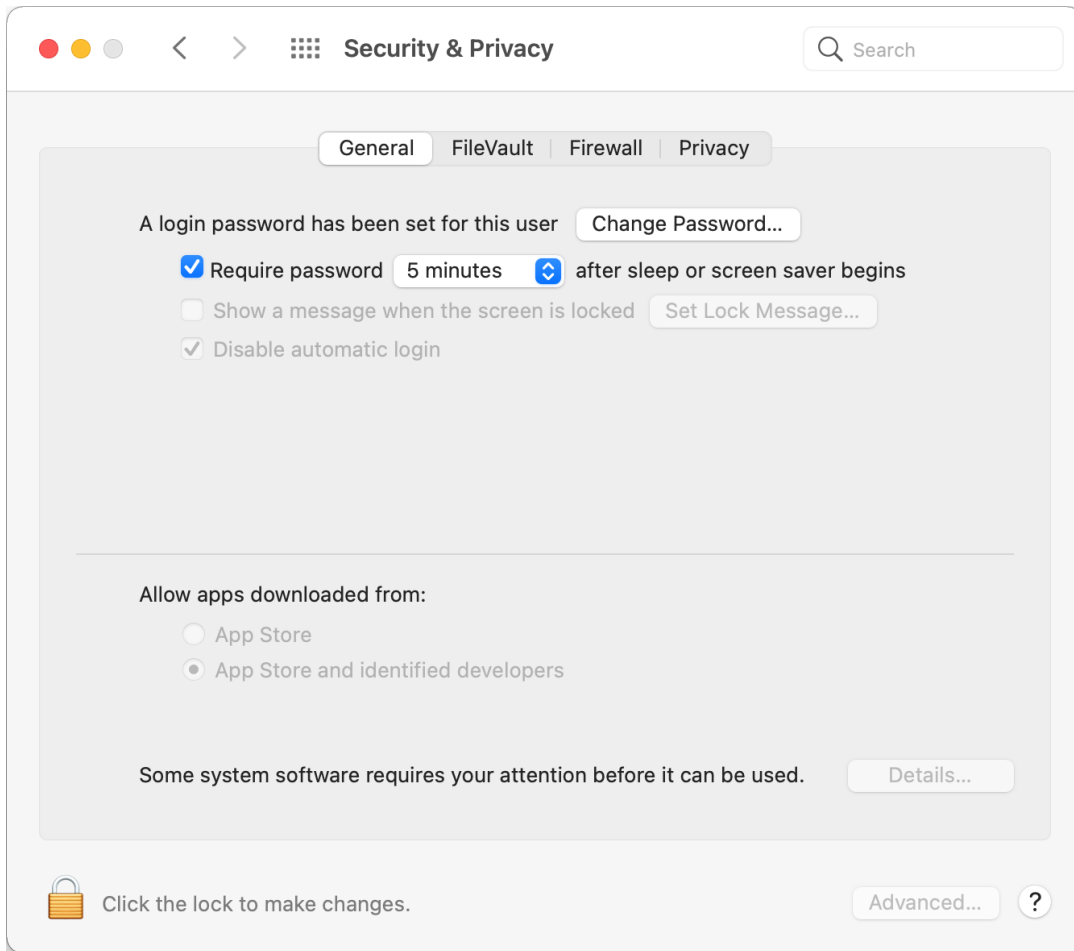 Security & Privacy Search
General FileVault Firewall Privacy
A login password has been set for this user Change Password...
Require password 5 minutes after sleep or screen saver begins
Show a message when the screen is locked Set Lock Message...
Disable automatic login
Allow apps downloaded from:
App Store
App Store and identified developers
Some system software requires your attention before it can be used. Details...
Click the lock to make changes. Advanced... ?